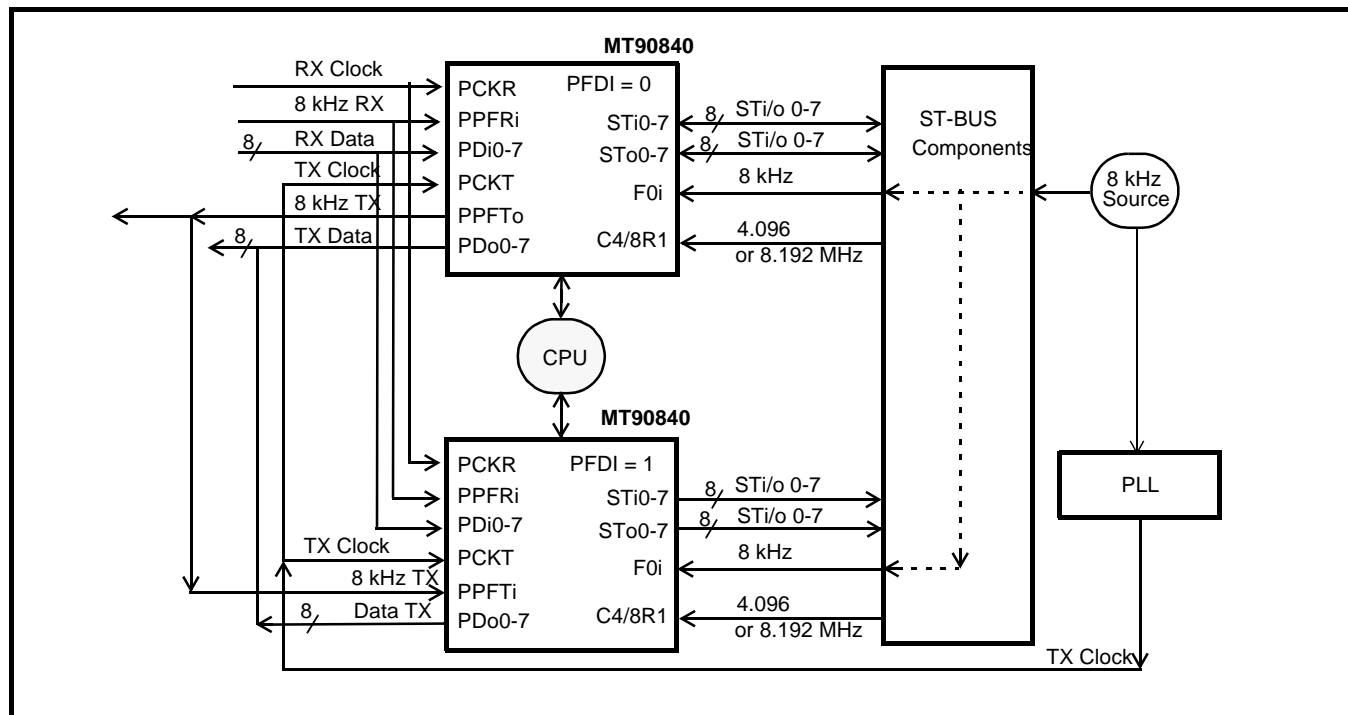 MT90840
RX Clock
8 kHz RX
8
RX Data
TX Clock
8 kHz TX
8
TX Data
PCKR
PFDI = 0
PPFRi
STi0-7
PDi0-7
STo0-7
PCKT
F0i
PPFTo
PDo0-7
C4/8R1
8
STi/o 0-7
8
STi/o 0-7
8 kHz
4.096
or 8.192 MHz
ST-BUS
Components
8 kHz
Source
CPU
MT90840
PCKR
PFDI = 1
PPFRi
STi0-7
PDi0-7
STo0-7
TX Clock
PCKT
F0i
8 kHz TX
PPFTi
8
Data TX
PDo0-7
C4/8R1
8
STi/o 0-7
8
STi/o 0-7
8 kHz
4.096
or 8.192 MHz
PLL
TX Clock